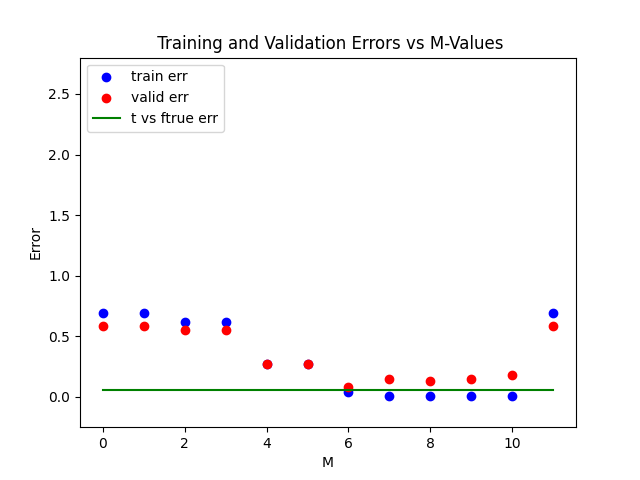 Training and Validation Errors vs M-Values
train err
valid err
t vs ftrue err
2.5
2.0
1.5
1.0
0.5
0.0
Error
0 2 4 6 8 10
M